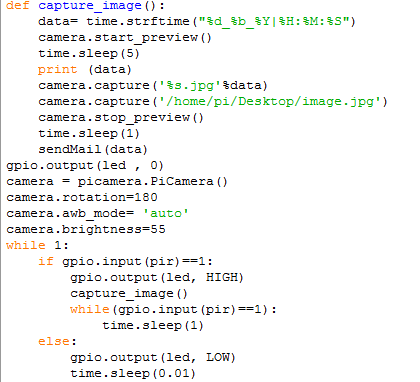 def capture_image():
    data= time.strftime("%d_%b_%Y|%H:%M:%S")
    camera.start_preview()
    time.sleep(5)
    print (data)
    camera.capture('%s.jpg'%data)
    camera.capture('/home/pi/Desktop/image.jpg')
    camera.stop_preview()
    time.sleep(1)
    sendMail(data)
gpio.output(led , 0)
camera = picamera.PiCamera()
camera.rotation=180
camera.awb_mode= 'auto'
camera.brightness=55
while 1:
    if gpio.input(pir)==1:
        gpio.output(led, HIGH)
        capture_image()
        while(gpio.input(pir)==1):
            time.sleep(1)
    else:
        gpio.output(led, LOW)
        time.sleep(0.01)